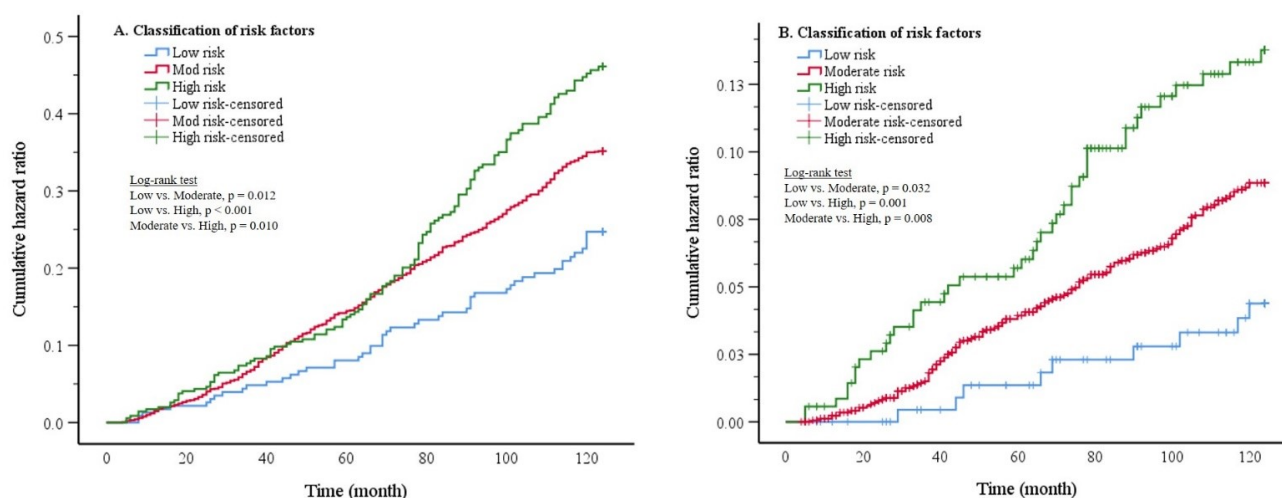 A. Classification of risk factors
Low risk
Mod risk
High risk
Low risk-censored
Mod risk-censored
High risk-censored
Log-rank test
Low vs. Moderate, p = 0.012
Low vs. High, p < 0.001
Moderate vs. High, p = 0.010
Cumulative hazard ratio
0.5
0.4
0.3
0.2
0.1
0.0
0 20 40 60 80 100 120
Time (month)
B. Classification of risk factors
Low risk
Moderate risk
High risk
Low risk-censored
Moderate risk-censored
High risk-censored
Log-rank test
Low vs. Moderate, p = 0.032
Low vs. High, p = 0.001
Moderate vs. High, p = 0.008
Cumulative hazard ratio
0.13
0.10
0.08
0.05
0.03
0.00
0 20 40 60 80 100 120
Time (month)